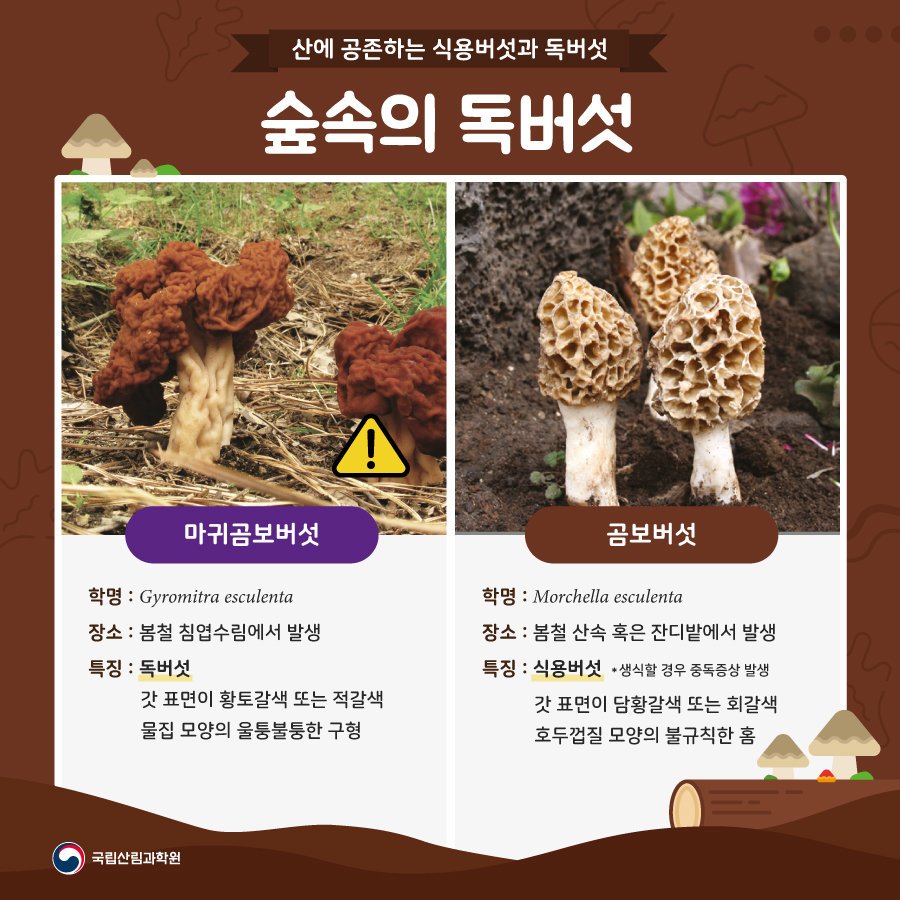 산에 공존하는 식용버섯과 독버섯
숲속의 독버섯
마귀곰보버섯
학명 : Gyromitra esculenta
장소 : 봄철 침엽수림에서 발생
특징 : 독버섯
갓 표면이 황토갈색 또는 적갈색
물집 모양의 울퉁불퉁한 구형
곰보버섯
학명 : Morchella esculenta
장소 : 봄철 산속 혹은 잔디밭에서 발생
특징 : 식용버섯 *생식할 경우 중독증상 발생
갓 표면이 담황갈색 또는 회갈색
호두껍질 모양의 불규칙한 홈
국립산림과학원